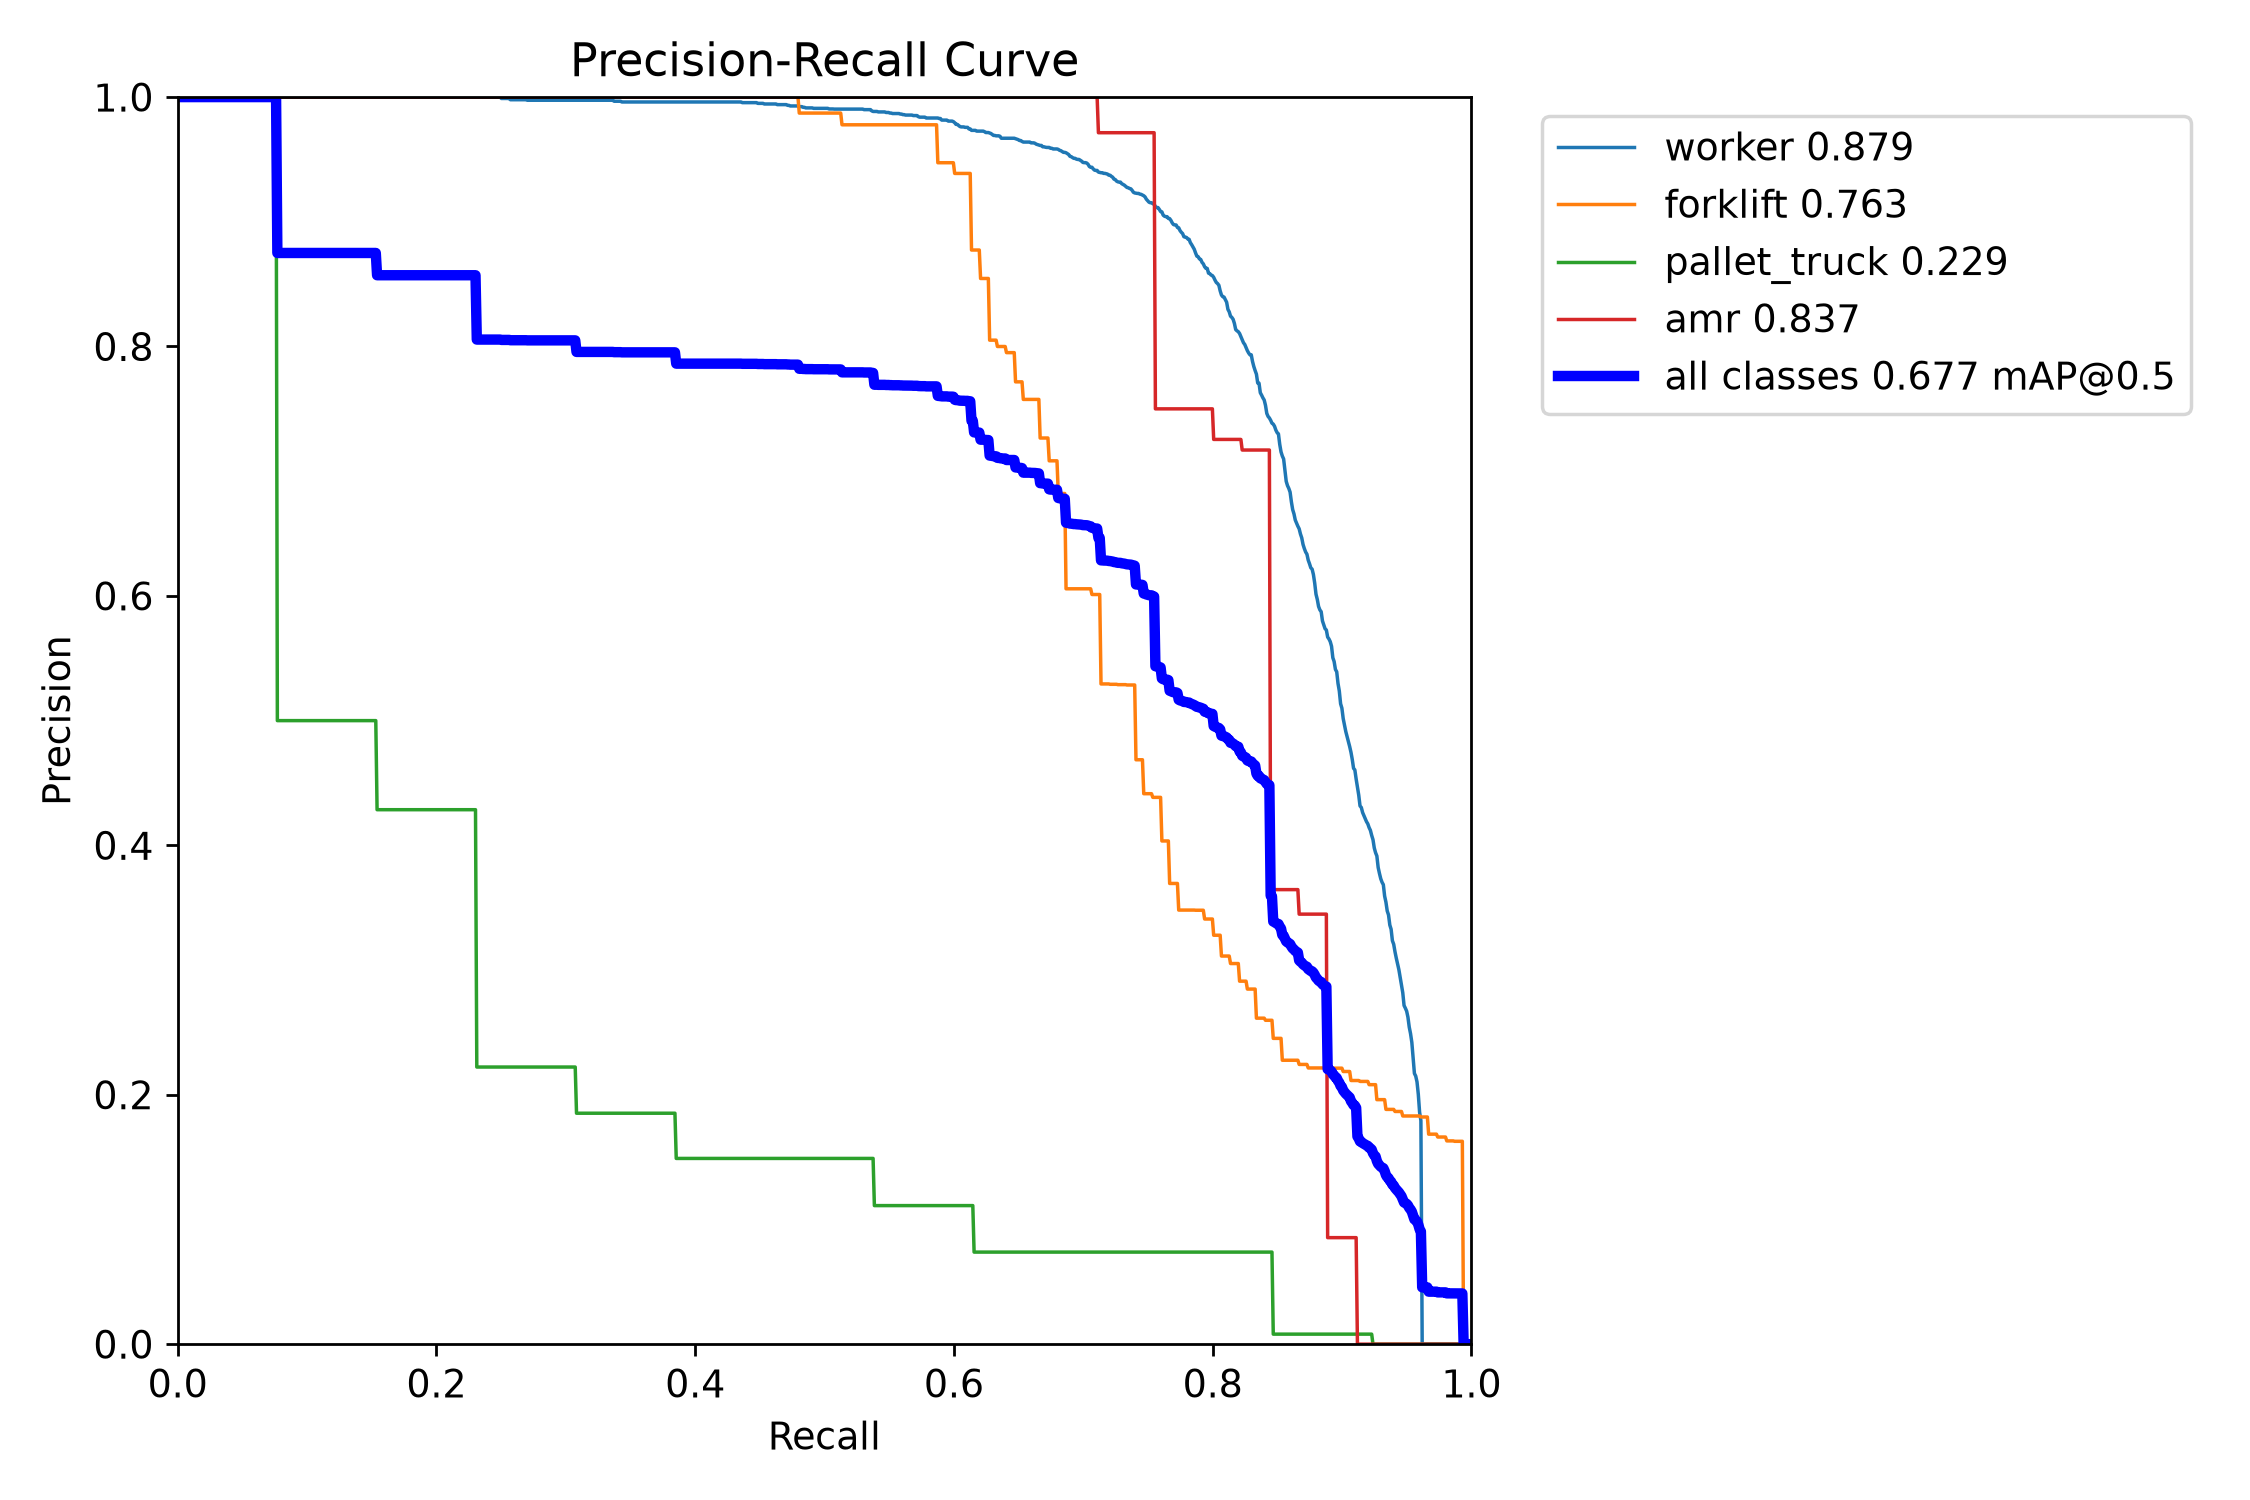 Precision-Recall Curve
1.0
0.8
0.6
0.4
0.2
0.0
Precision
0.0 0.2 0.4 0.6 0.8 1.0
Recall
worker 0.879
forklift 0.763
pallet_truck 0.229
amr 0.837
all classes 0.677 mAP@0.5